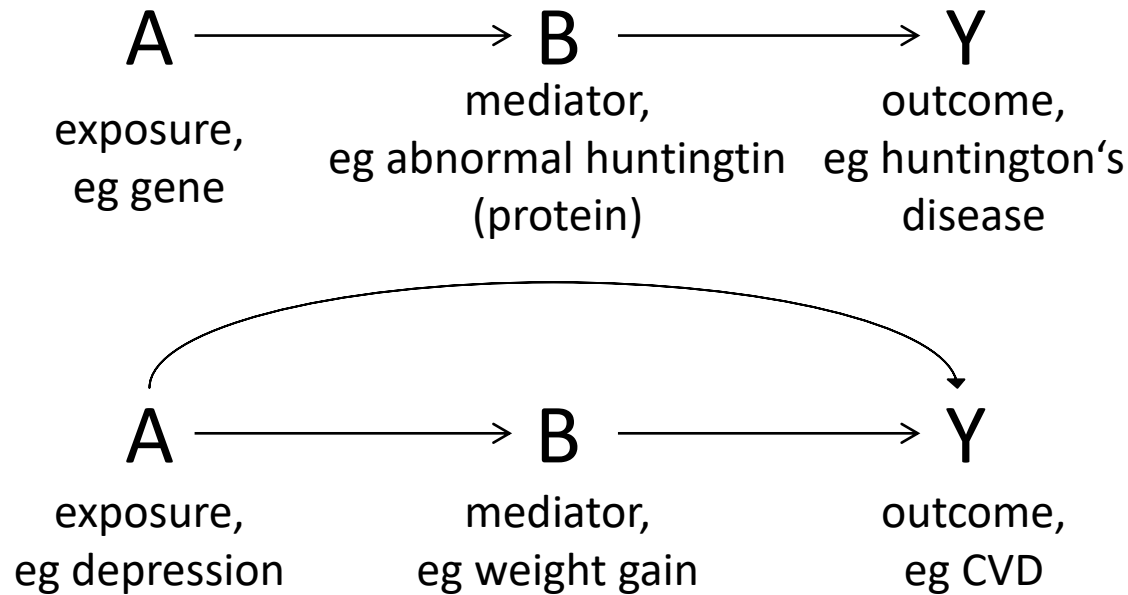 A B Y
exposure,
eg gene
mediator,
eg abnormal huntingtin
(protein)
outcome,
eg huntington‘s
disease
A B Y
exposure,
eg depression
mediator,
eg weight gain
outcome,
eg CVD